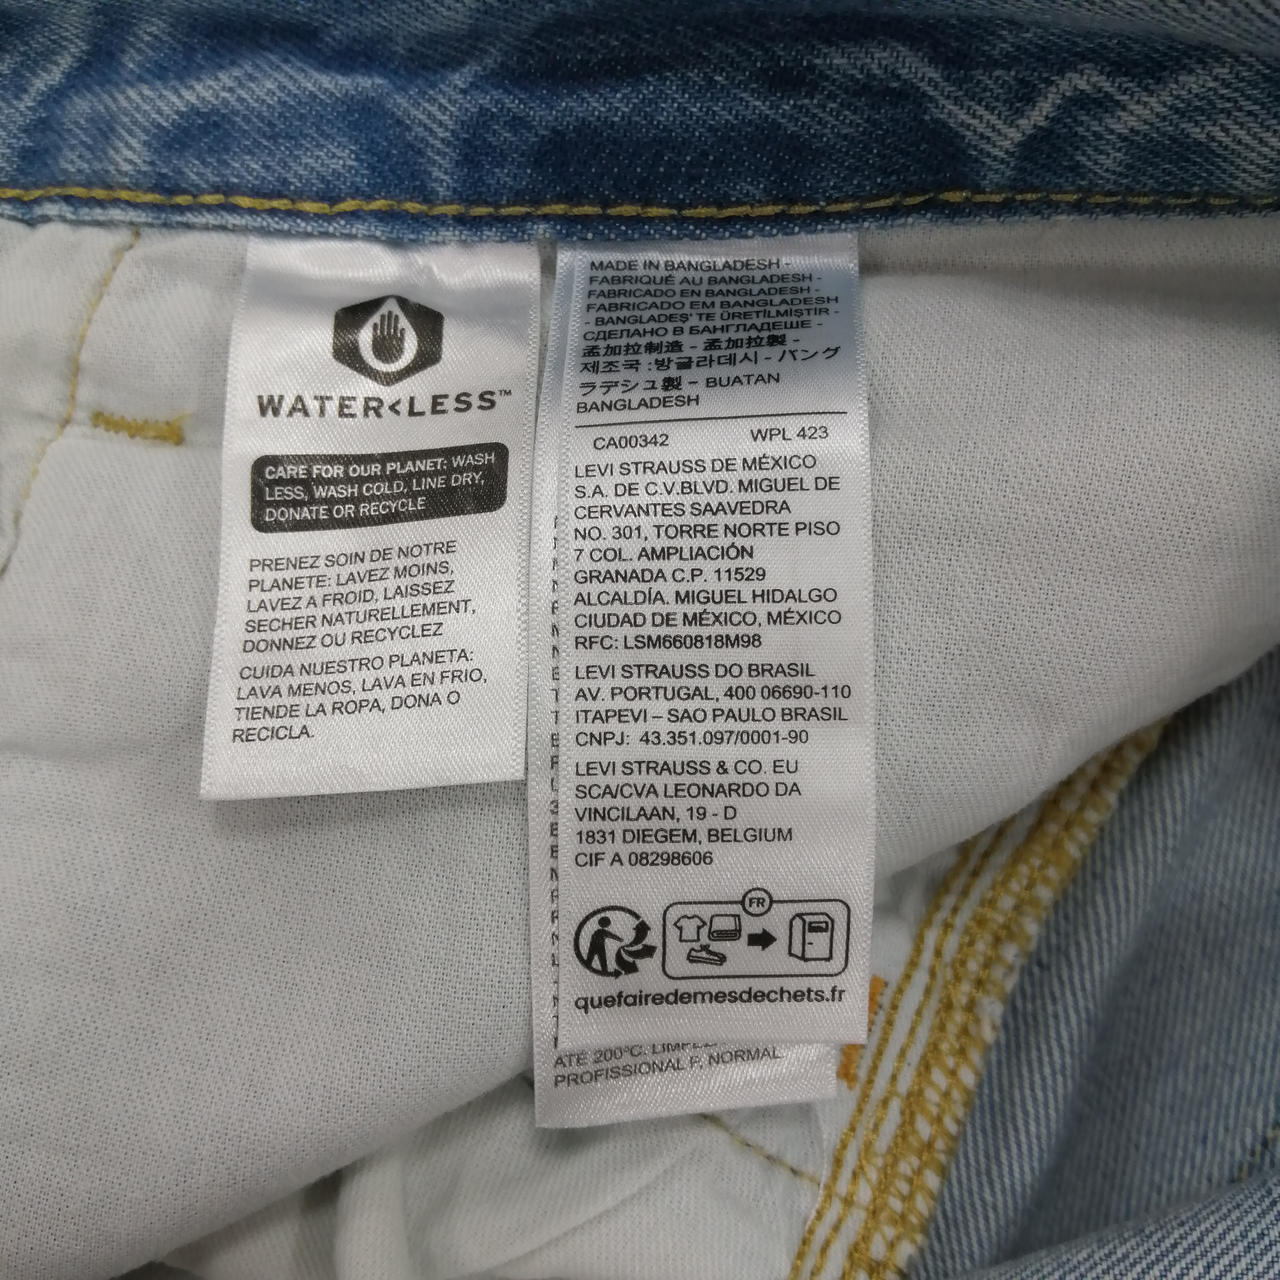 WATER<LESS™
CARE FOR OUR PLANET: WASH
LESS, WASH COLD, LINE DRY,
DONATE OR RECYCLE
PRENEZ SOIN DE NOTRE
PLANETE: LAVEZ MOINS,
LAVEZ A FROID, LAISSEZ
SECHER NATURELLEMENT,
DONNEZ OU RECYCLEZ
CUIDA NUESTRO PLANETA:
LAVA MENOS, LAVA EN FRIO,
TIENDE LA ROPA, DONA O
RECICLA.
MADE IN BANGLADESH -
FABRIQUÉ AU BANGLADESH -
FABRICADO EN BANGLADESH -
FABRICADO EM BANGLADESH
- BANGLADEŞ' TE ÜRETİLMİŞTİR -
СДЕЛАНО В БАНГЛАДЕШЕ -
孟加拉制造 - 孟加拉製 -
제조국 :방글라데시 - バング
ラデシュ製 - BUATAN
BANGLADESH
CA00342 WPL 423
LEVI STRAUSS DE MÉXICO
S.A. DE C.V.BLVD. MIGUEL DE
CERVANTES SAAVEDRA
NO. 301, TORRE NORTE PISO
7 COL. AMPLIACIÓN
GRANADA C.P. 11529
ALCALDÍA. MIGUEL HIDALGO
CIUDAD DE MÉXICO, MÉXICO
RFC: LSM660818M98
LEVI STRAUSS DO BRASIL
AV. PORTUGAL, 400 06690-110
ITAPEVI – SAO PAULO BRASIL
CNPJ: 43.351.097/0001-90
LEVI STRAUSS & CO. EU
SCA/CVA LEONARDO DA
VINCILAAN, 19 - D
1831 DIEGEM, BELGIUM
CIF A 08298606
FR
quefairedemesdechets.fr
ATÉ 200°C.
PROFISSIONAL P, NORMAL